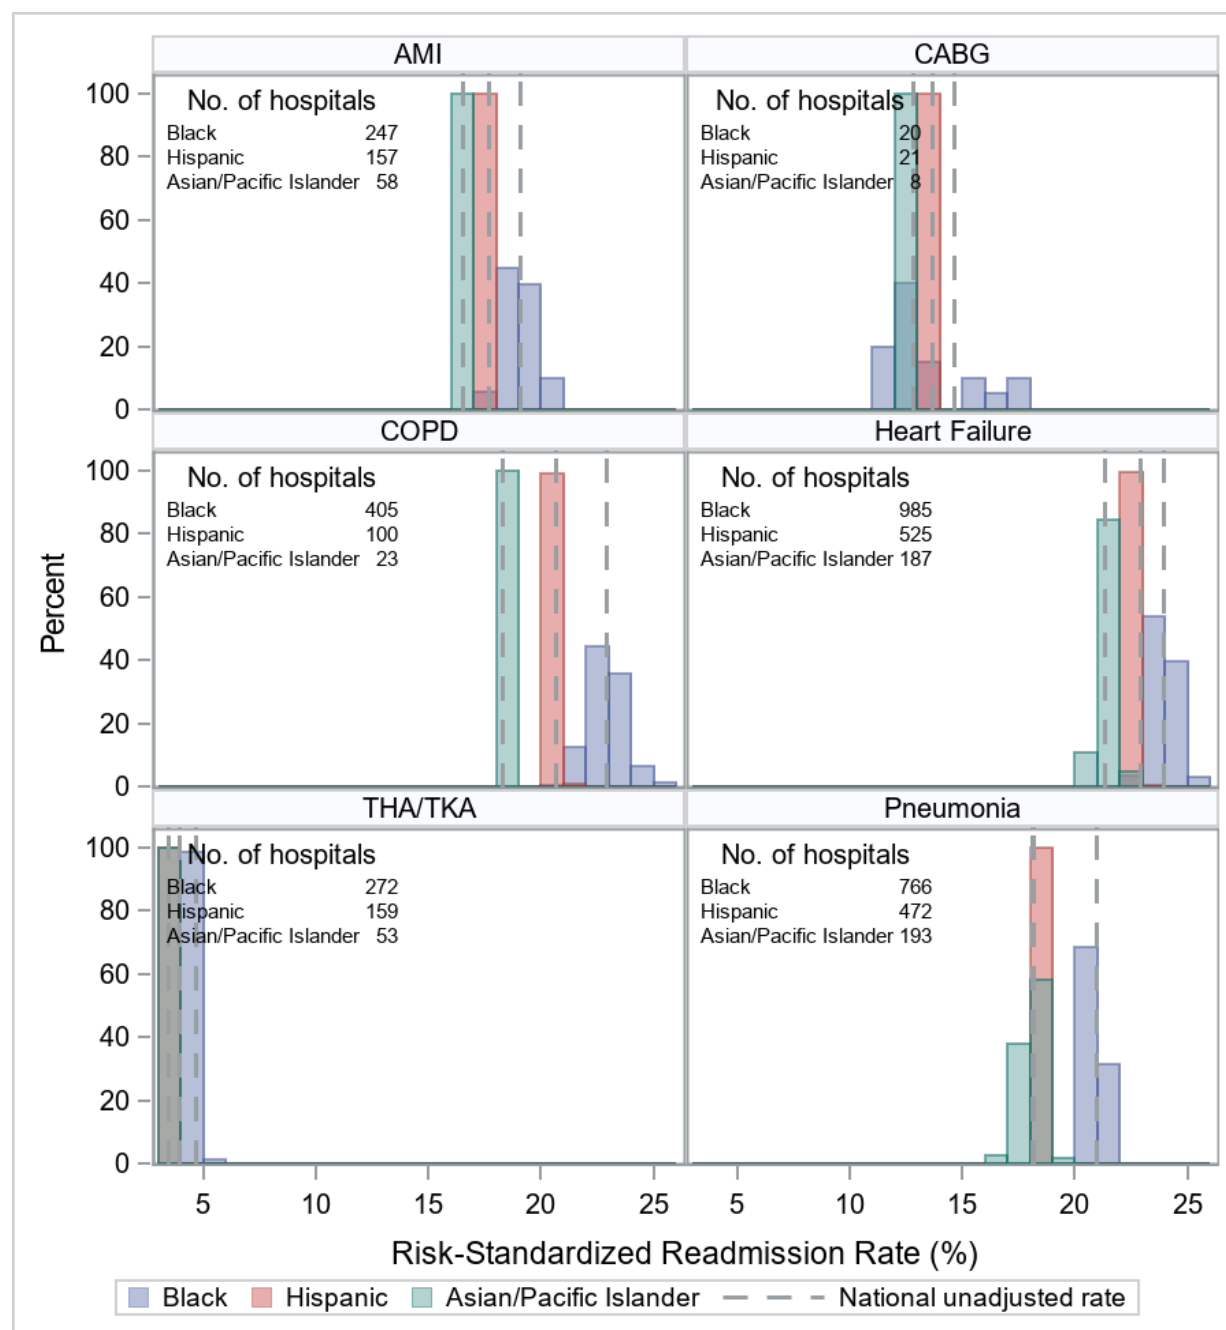 AMI
CABG
No. of hospitals
Black 247
Hispanic 157
Asian/Pacific Islander 58
No. of hospitals
Black 20
Hispanic 21
Asian/Pacific Islander 8
100
80
60
40
20
0
COPD
Heart Failure
No. of hospitals
Black 405
Hispanic 100
Asian/Pacific Islander 23
No. of hospitals
Black 985
Hispanic 525
Asian/Pacific Islander 187
100
80
60
40
20
0
Percent
THA/TKA
Pneumonia
No. of hospitals
Black 272
Hispanic 159
Asian/Pacific Islander 53
No. of hospitals
Black 766
Hispanic 472
Asian/Pacific Islander 193
100
80
60
40
20
0
5 10 15 20 25 5 10 15 20 25
Risk-Standardized Readmission Rate (%)
Black Hispanic Asian/Pacific Islander National unadjusted rate